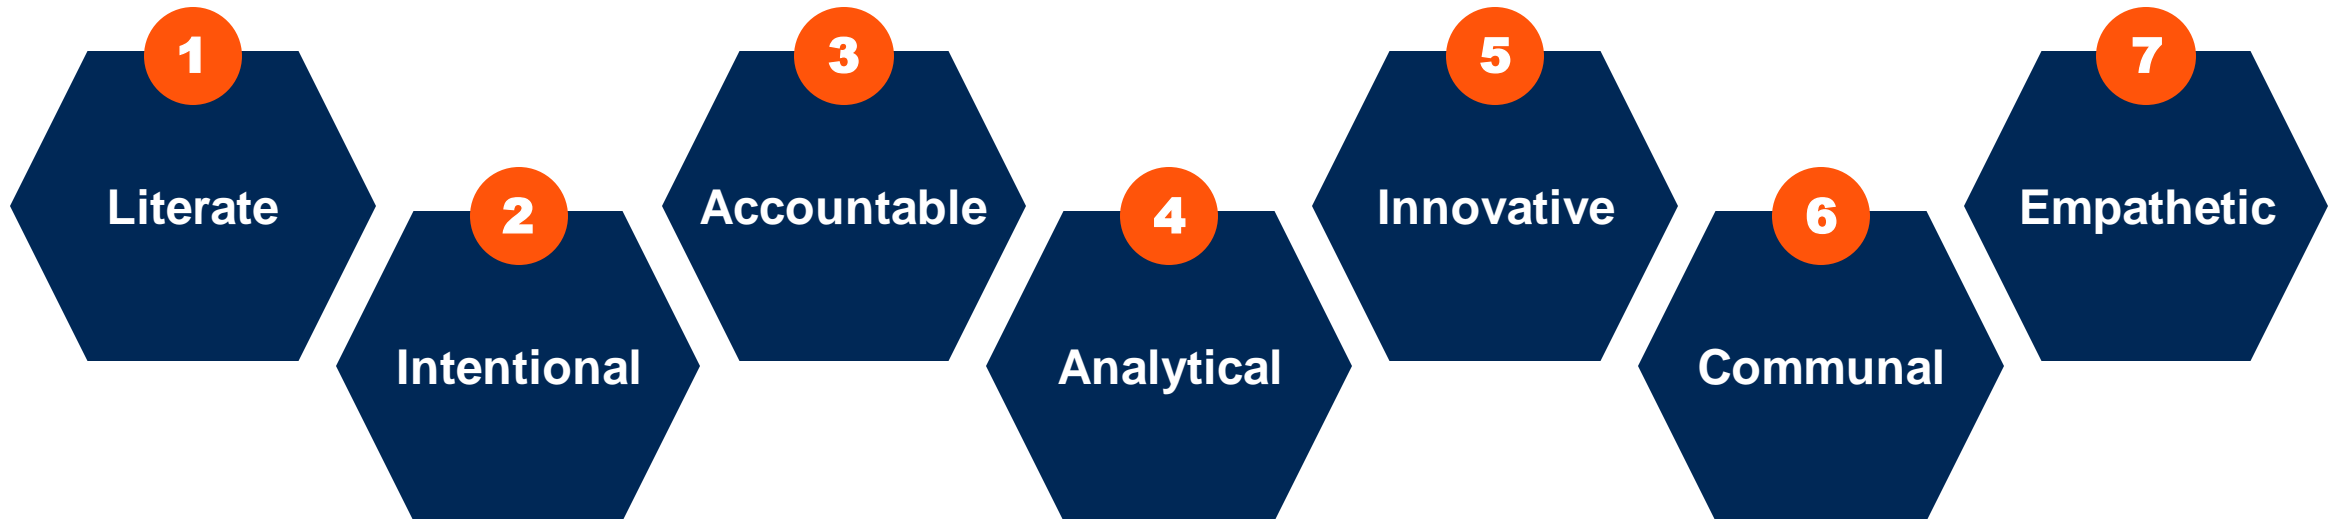 1
Literate
2
Intentional
3
Accountable
4
Analytical
5
Innovative
6
Communal
7
Empathetic